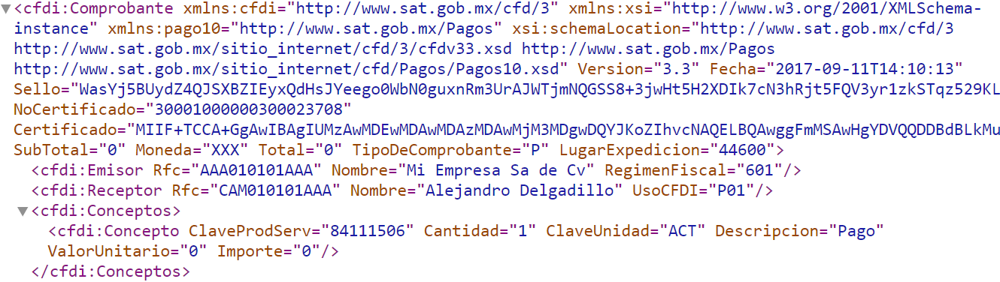 <cfdi:Comprobante xmlns:cfdi="http://www.sat.gob.mx/cfd/3" xmlns:xsi="http://www.w3.org/2001/XMLSchema-
instance" xmlns:pago10="http://www.sat.gob.mx/Pagos" xsi:schemaLocation="http://www.sat.gob.mx/cfd/3
http://www.sat.gob.mx/sitio_internet/cfd/3/cfdv33.xsd http://www.sat.gob.mx/Pagos
http://www.sat.gob.mx/sitio_internet/cfd/Pagos/Pagos10.xsd" Version="3.3" Fecha="2017-09-11T14:10:13"
Sello="WasYj5BUydZ4QJSXBZIEyxQdHsJYeego0WbN0guxnRm3UrAJWTjmNQGSS8+3jwHt5H2XDIk7cN3hRjt5FQV3yr1zkSTqz529KL
NoCertificado="30001000000300023708"
Certificado="MIIF+TCCA+GgAwIBAgIUMzAwMDEwMDAwMDAzMDAwMjM3MDgwDQYJKoZIhvcNAQELBQAwggFmMSAwHgYDVQQDDBdBLkMu
SubTotal="0" Moneda="XXX" Total="0" TipoDeComprobante="P" LugarExpedicion="44600">
<cfdi:Emisor Rfc="AAA010101AAA" Nombre="Mi Empresa Sa de Cv" RegimenFiscal="601"/>
<cfdi:Receptor Rfc="CAM010101AAA" Nombre="Alejandro Delgadillo" UsoCFDI="P01"/>
<cfdi:Conceptos>
<cfdi:Concepto ClaveProdServ="84111506" Cantidad="1" ClaveUnidad="ACT" Descripcion="Pago"
ValorUnitario="0" Importe="0"/>
</cfdi:Conceptos>